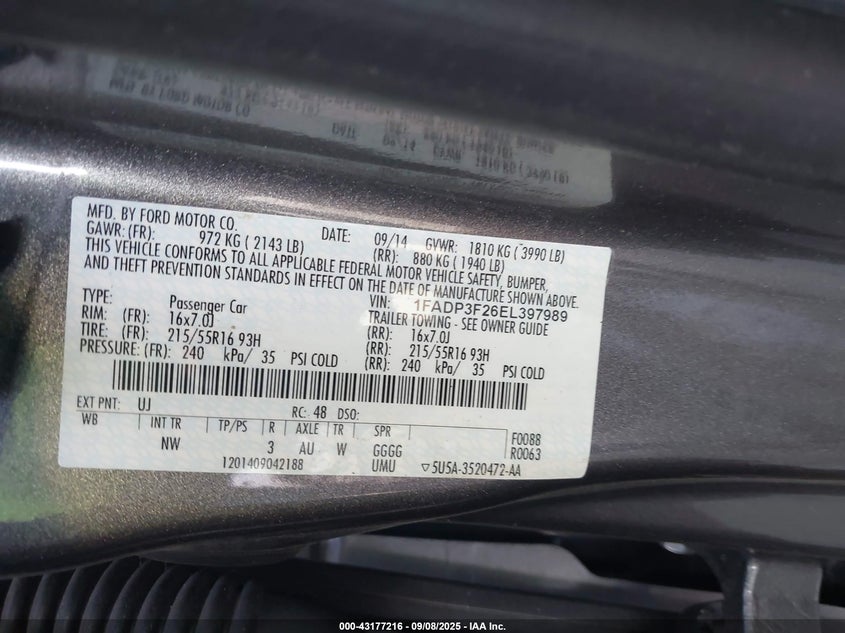 MFD. BY FORD MOTOR CO.
DATE: 09/14 GVWR: 1810 KG ( 3990 LB)
GAWR: (FR): 972 KG ( 2143 LB) (RR): 880 KG ( 1940 LB)
THIS VEHICLE CONFORMS TO ALL APPLICABLE FEDERAL MOTOR VEHICLE SAFETY, BUMPER,
AND THEFT PREVENTION STANDARDS IN EFFECT ON THE DATE OF MANUFACTURE SHOWN ABOVE.
VIN: 1FADP3F26EL397989
TYPE: Passenger Car TRAILER TOWING - SEE OWNER GUIDE
RIM: (FR): 16x7.0J (RR): 16x7.0J
TIRE: (FR): 215/55R16 93H (RR): 215/55R16 93H
PRESSURE: (FR): 240 kPa/ 35 PSI COLD (RR): 240 kPa/ 35 PSI COLD
EXT PNT: UJ RC: 48 DSO:
WB INT TR TP/PS R AXLE TR SPR F0088
NW 3 AU W GGGG R0063
1201409042188 UMU ▽5U5A-3520472-AA
000-43177216 - 09/08/2025 - IAA Inc.